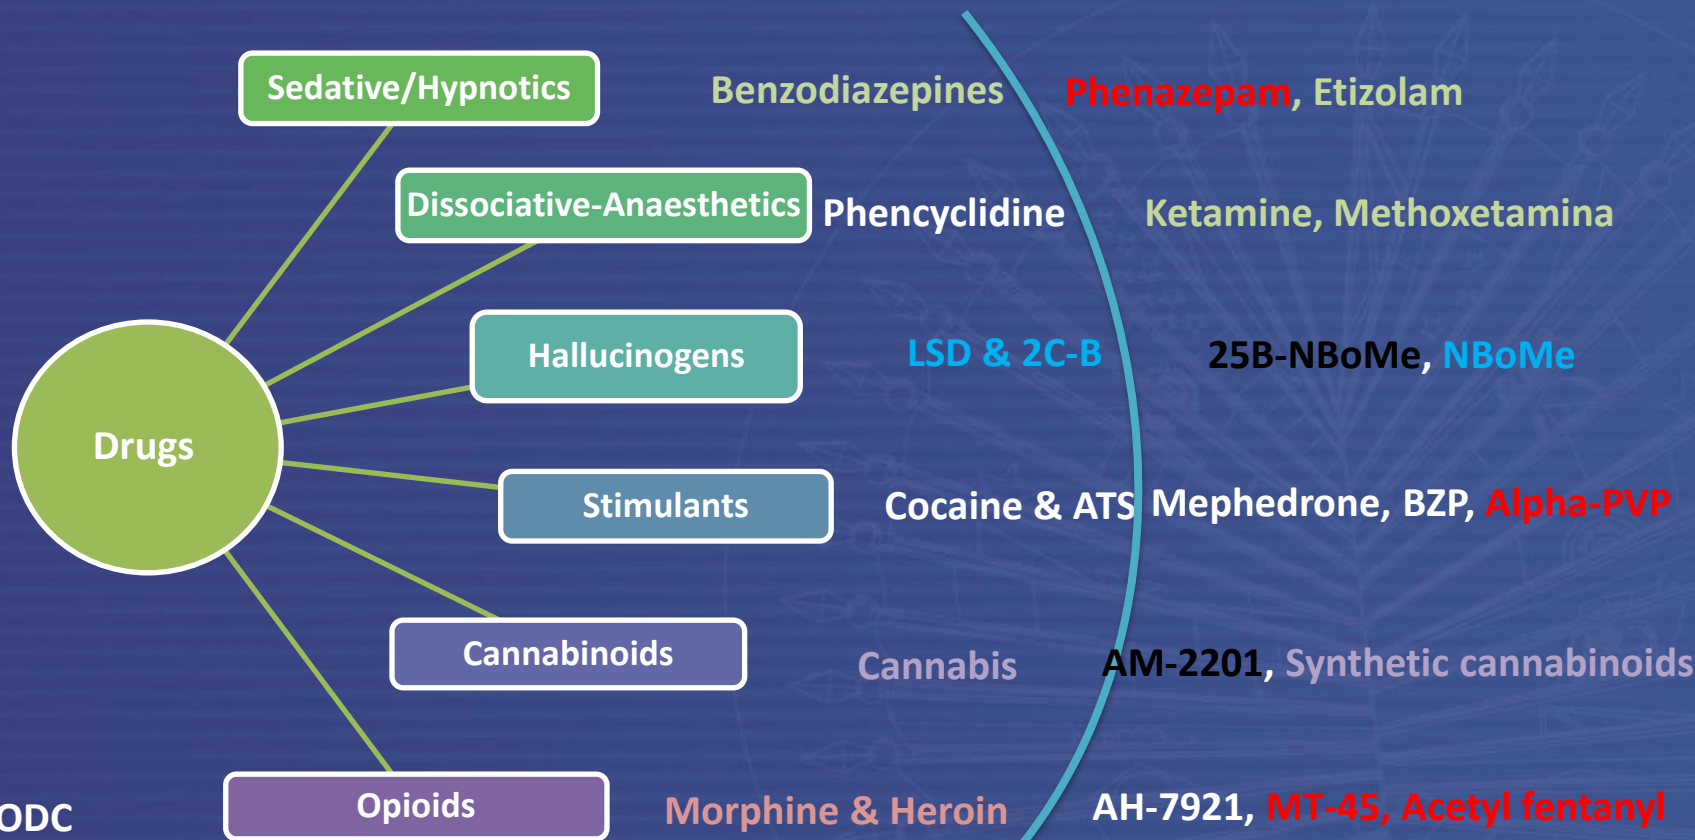 Sedative/Hypnotics Benzodiazepines Phenazepam, Etizolam
Dissociative-Anaesthetics Phencyclidine Ketamine, Methoxetamina
Hallucinogens LSD & 2C-B 25B-NBoMe, NBoMe
Drugs
Stimulants Cocaine & ATS Mephedrone, BZP, Alpha-PVP
Cannabinoids Cannabis AM-2201, Synthetic cannabinoids
Opioids Morphine & Heroin AH-7921, MT-45, Acetyl fentanyl
ODC